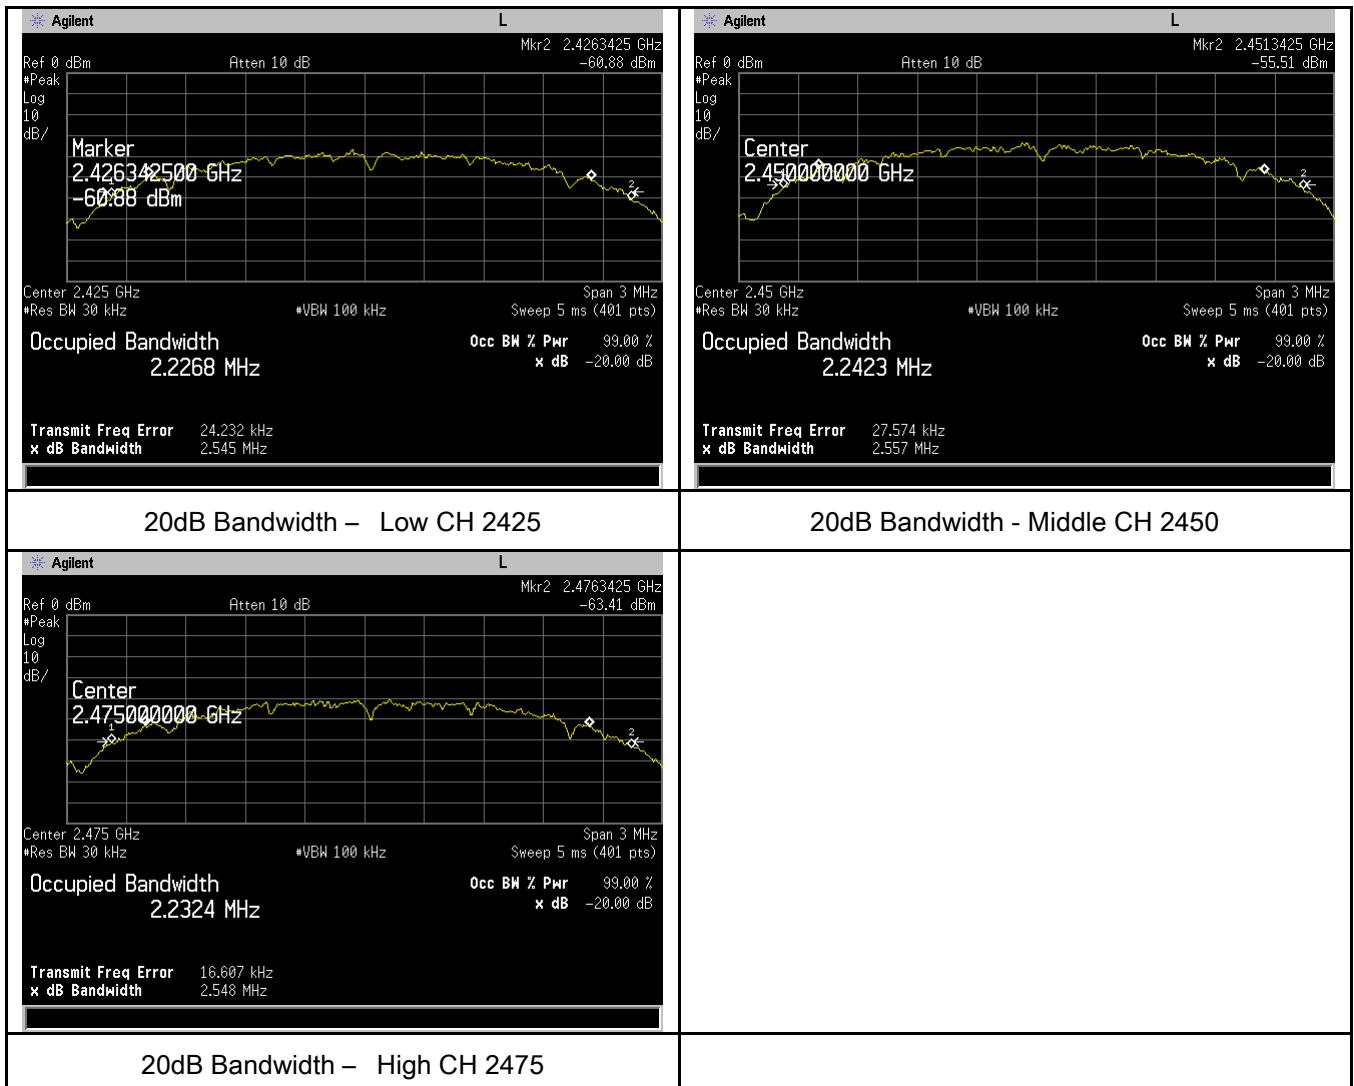 Agilent L
Mkr2 2.4263425 GHz
Ref 0 dBm Atten 10 dB -60.88 dBm
#Peak
Log
10
dB/
Marker
2.426342500 GHz
-60.88 dBm
1
2
Center 2.425 GHz Span 3 MHz
#Res BW 30 kHz #VBW 100 kHz Sweep 5 ms (401 pts)
Occupied Bandwidth Occ BW % Pwr 99.00 %
2.2268 MHz x dB -20.00 dB
Transmit Freq Error 24.232 kHz
x dB Bandwidth 2.545 MHz
20dB Bandwidth – Low CH 2425
Agilent L
Mkr2 2.4513425 GHz
Ref 0 dBm Atten 10 dB -55.51 dBm
#Peak
Log
10
dB/
Center
2.450000000 GHz
2
Center 2.45 GHz Span 3 MHz
#Res BW 30 kHz #VBW 100 kHz Sweep 5 ms (401 pts)
Occupied Bandwidth Occ BW % Pwr 99.00 %
2.2423 MHz x dB -20.00 dB
Transmit Freq Error 27.574 kHz
x dB Bandwidth 2.557 MHz
20dB Bandwidth - Middle CH 2450
Agilent L
Mkr2 2.4763425 GHz
Ref 0 dBm Atten 10 dB -63.41 dBm
#Peak
Log
10
dB/
Center
2.475000000 GHz
1
2
Center 2.475 GHz Span 3 MHz
#Res BW 30 kHz #VBW 100 kHz Sweep 5 ms (401 pts)
Occupied Bandwidth Occ BW % Pwr 99.00 %
2.2324 MHz x dB -20.00 dB
Transmit Freq Error 16.607 kHz
x dB Bandwidth 2.548 MHz
20dB Bandwidth – High CH 2475